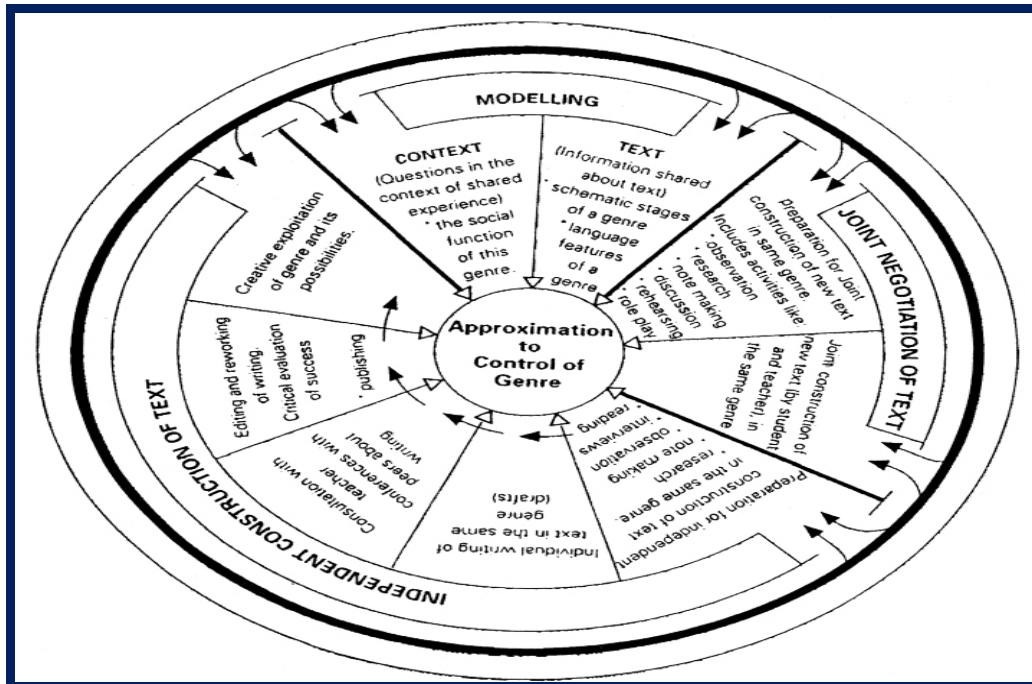 MODELLING
CONTEXT
(Questions in the
context of shared
experience)
• the social
function
of this
genre.
TEXT
(Information shared
about text)
• schematic stages
of a genre
• language
features
of a
genre
JOINT NEGOTIATION OF TEXT
preparation for Joint
construction of new text
in same genre.
Includes activities like:
• observation
• research
• note making
• discussion
• rehearsing
• role play
Joint construction of
new text (by student
and teacher), in
the same genre
INDEPENDENT CONSTRUCTION OF TEXT
Preparation for independent
construction of text
in the same genre.
• research
• note making
• observation
• interviews
• reading
Individual writing of
text in the same
genre
(drafts)
Consultation with
teacher
conferences with
peers about
writing
Editing and reworking
of writing.
Critical evaluation
of success
• publishing
Creative exploitation
of genre and its
possibilities.
Approximation
to
Control of
Genre